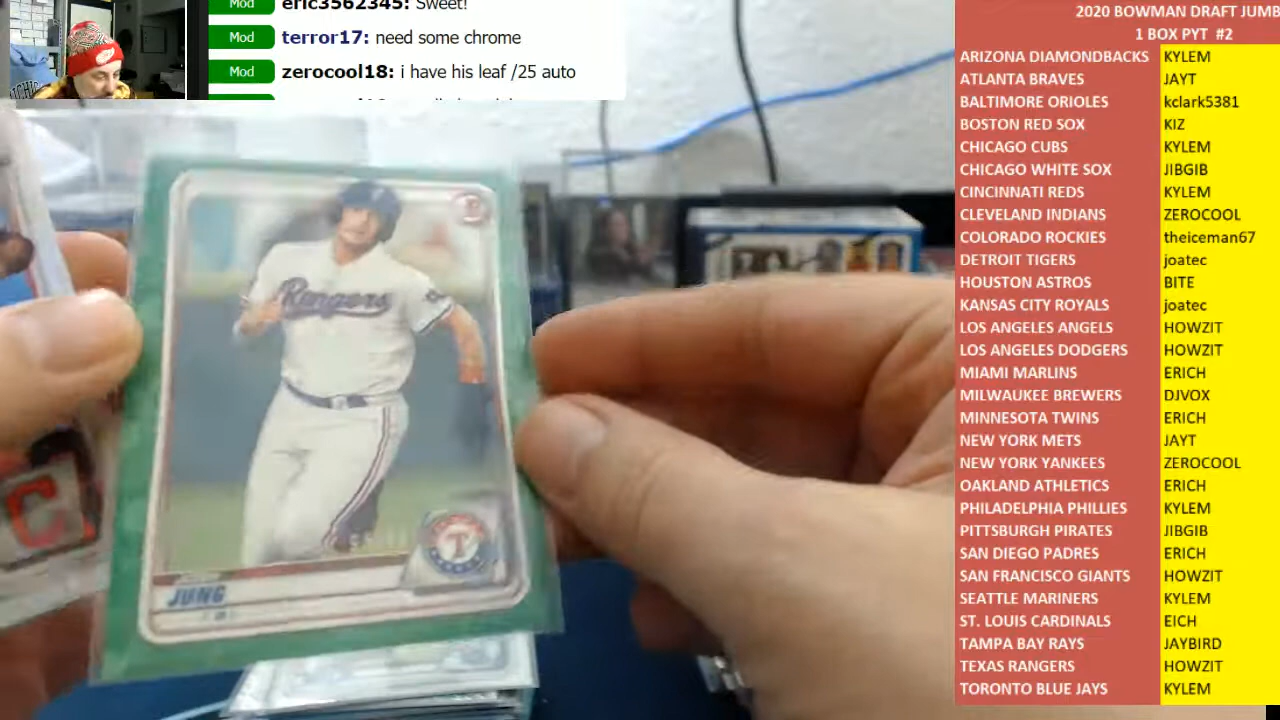 eric3562345: Sweet!
Mod terror17: need some chrome
Mod zerocool18: i have his leaf /25 auto
Mod
2020 BOWMAN DRAFT JUMB
1 BOX PYT #2
ARIZONA DIAMONDBACKS KYLEM
ATLANTA BRAVES JAYT
BALTIMORE ORIOLES kclark5381
BOSTON RED SOX KIZ
CHICAGO CUBS KYLEM
CHICAGO WHITE SOX JIBGIB
CINCINNATI REDS KYLEM
CLEVELAND INDIANS ZEROCOOL
COLORADO ROCKIES theiceman67
DETROIT TIGERS joatec
HOUSTON ASTROS BITE
KANSAS CITY ROYALS joatec
LOS ANGELES ANGELS HOWZIT
LOS ANGELES DODGERS HOWZIT
MIAMI MARLINS ERICH
MILWAUKEE BREWERS DJVOX
MINNESOTA TWINS ERICH
NEW YORK METS JAYT
NEW YORK YANKEES ZEROCOOL
OAKLAND ATHLETICS ERICH
PHILADELPHIA PHILLIES KYLEM
PITTSBURGH PIRATES JIBGIB
SAN DIEGO PADRES ERICH
SAN FRANCISCO GIANTS HOWZIT
SEATTLE MARINERS KYLEM
ST. LOUIS CARDINALS EICH
TAMPA BAY RAYS JAYBIRD
TEXAS RANGERS HOWZIT
TORONTO BLUE JAYS KYLEM
Rangers
T
JUNG
C